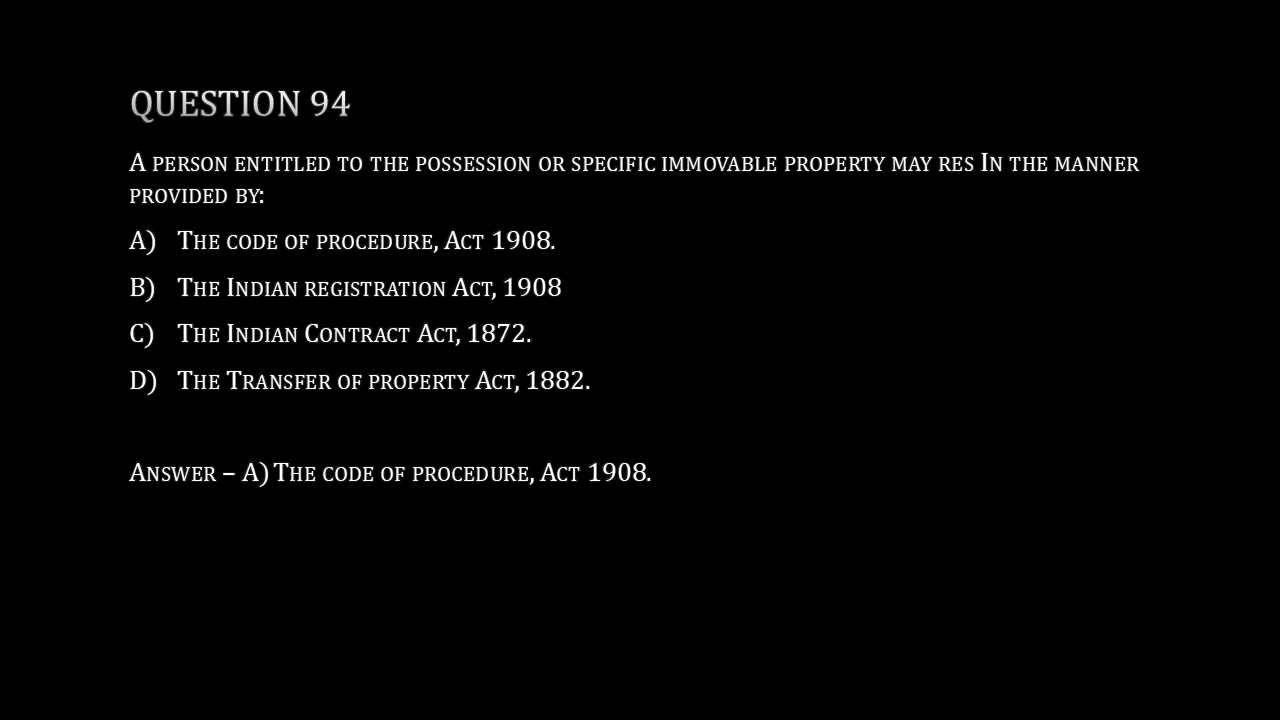 QUESTION 94
A PERSON ENTITLED TO THE POSSESSION OR SPECIFIC IMMOVABLE PROPERTY MAY RES IN THE MANNER
PROVIDED BY:
A) THE CODE OF PROCEDURE, ACT 1908.
B) THE INDIAN REGISTRATION ACT, 1908
C) THE INDIAN CONTRACT ACT, 1872.
D) THE TRANSFER OF PROPERTY ACT, 1882.
ANSWER – A) THE CODE OF PROCEDURE, ACT 1908.